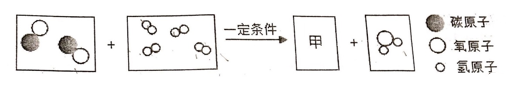 + 一定条件 甲 +
碳原子
氧原子
氢原子